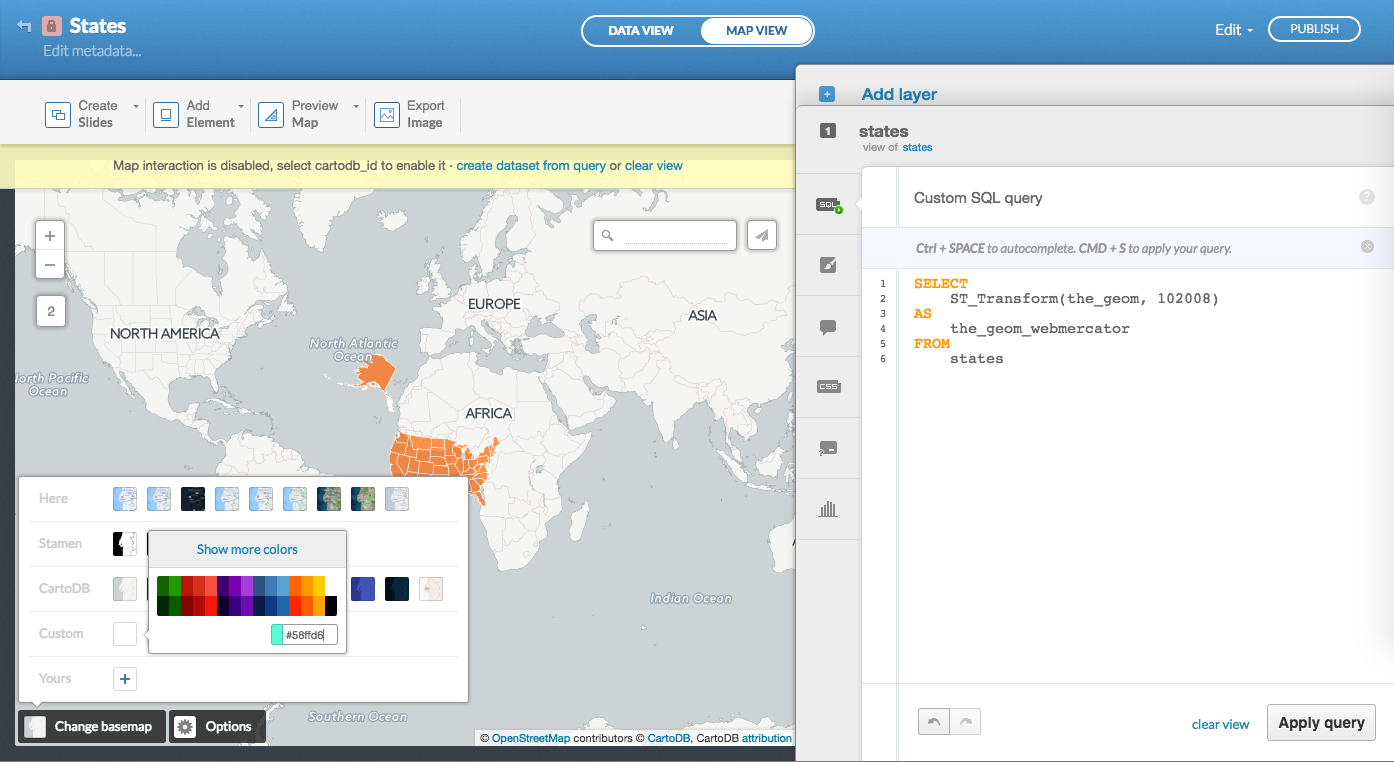 States
Edit metadata...
DATA VIEW
MAP VIEW
Edit
PUBLISH
Create
Slides
Add
Element
Preview
Map
Export
Image
Map interaction is disabled, select cartodb_id to enable it · create dataset from query or clear view
+
−
2
NORTH AMERICA
EUROPE
ASIA
North Atlantic
Ocean
North Pacific
Ocean
AFRICA
Indian Ocean
Southern Ocean
Here
Stamen
CartoDB
Custom
Yours
+
Show more colors
#58ffd6
Change basemap
Options
© OpenStreetMap contributors © CartoDB, CartoDB attribution
+
Add layer
1
states
view of states
SQL
CSS
Custom SQL query
?
Ctrl + SPACE to autocomplete. CMD + S to apply your query.
1 SELECT
2 ST_Transform(the_geom, 102008)
3 AS
4 the_geom_webmercator
5 FROM
6 states
clear view
Apply query